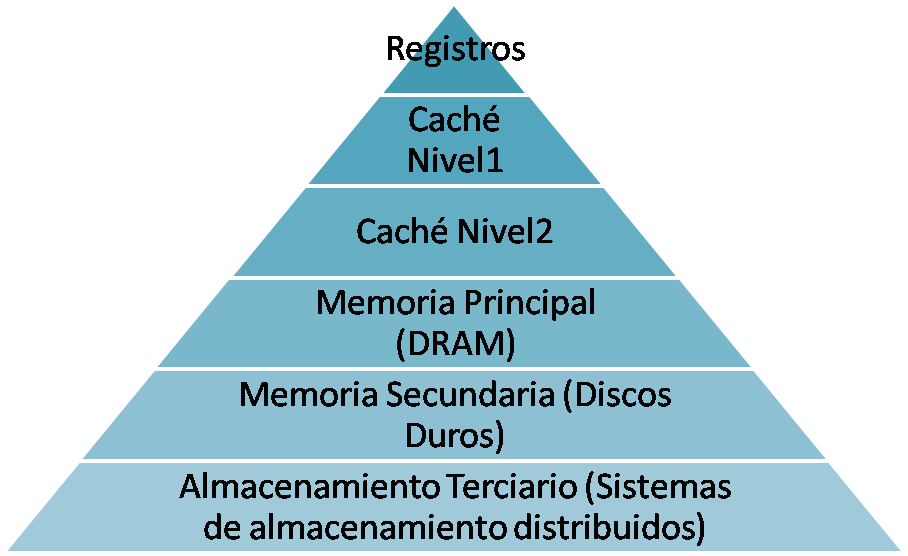 Registros
Caché
Nivel1
Caché Nivel2
Memoria Principal
(DRAM)
Memoria Secundaria (Discos
Duros)
Almacenamiento Terciario (Sistemas
de almacenamiento distribuidos)